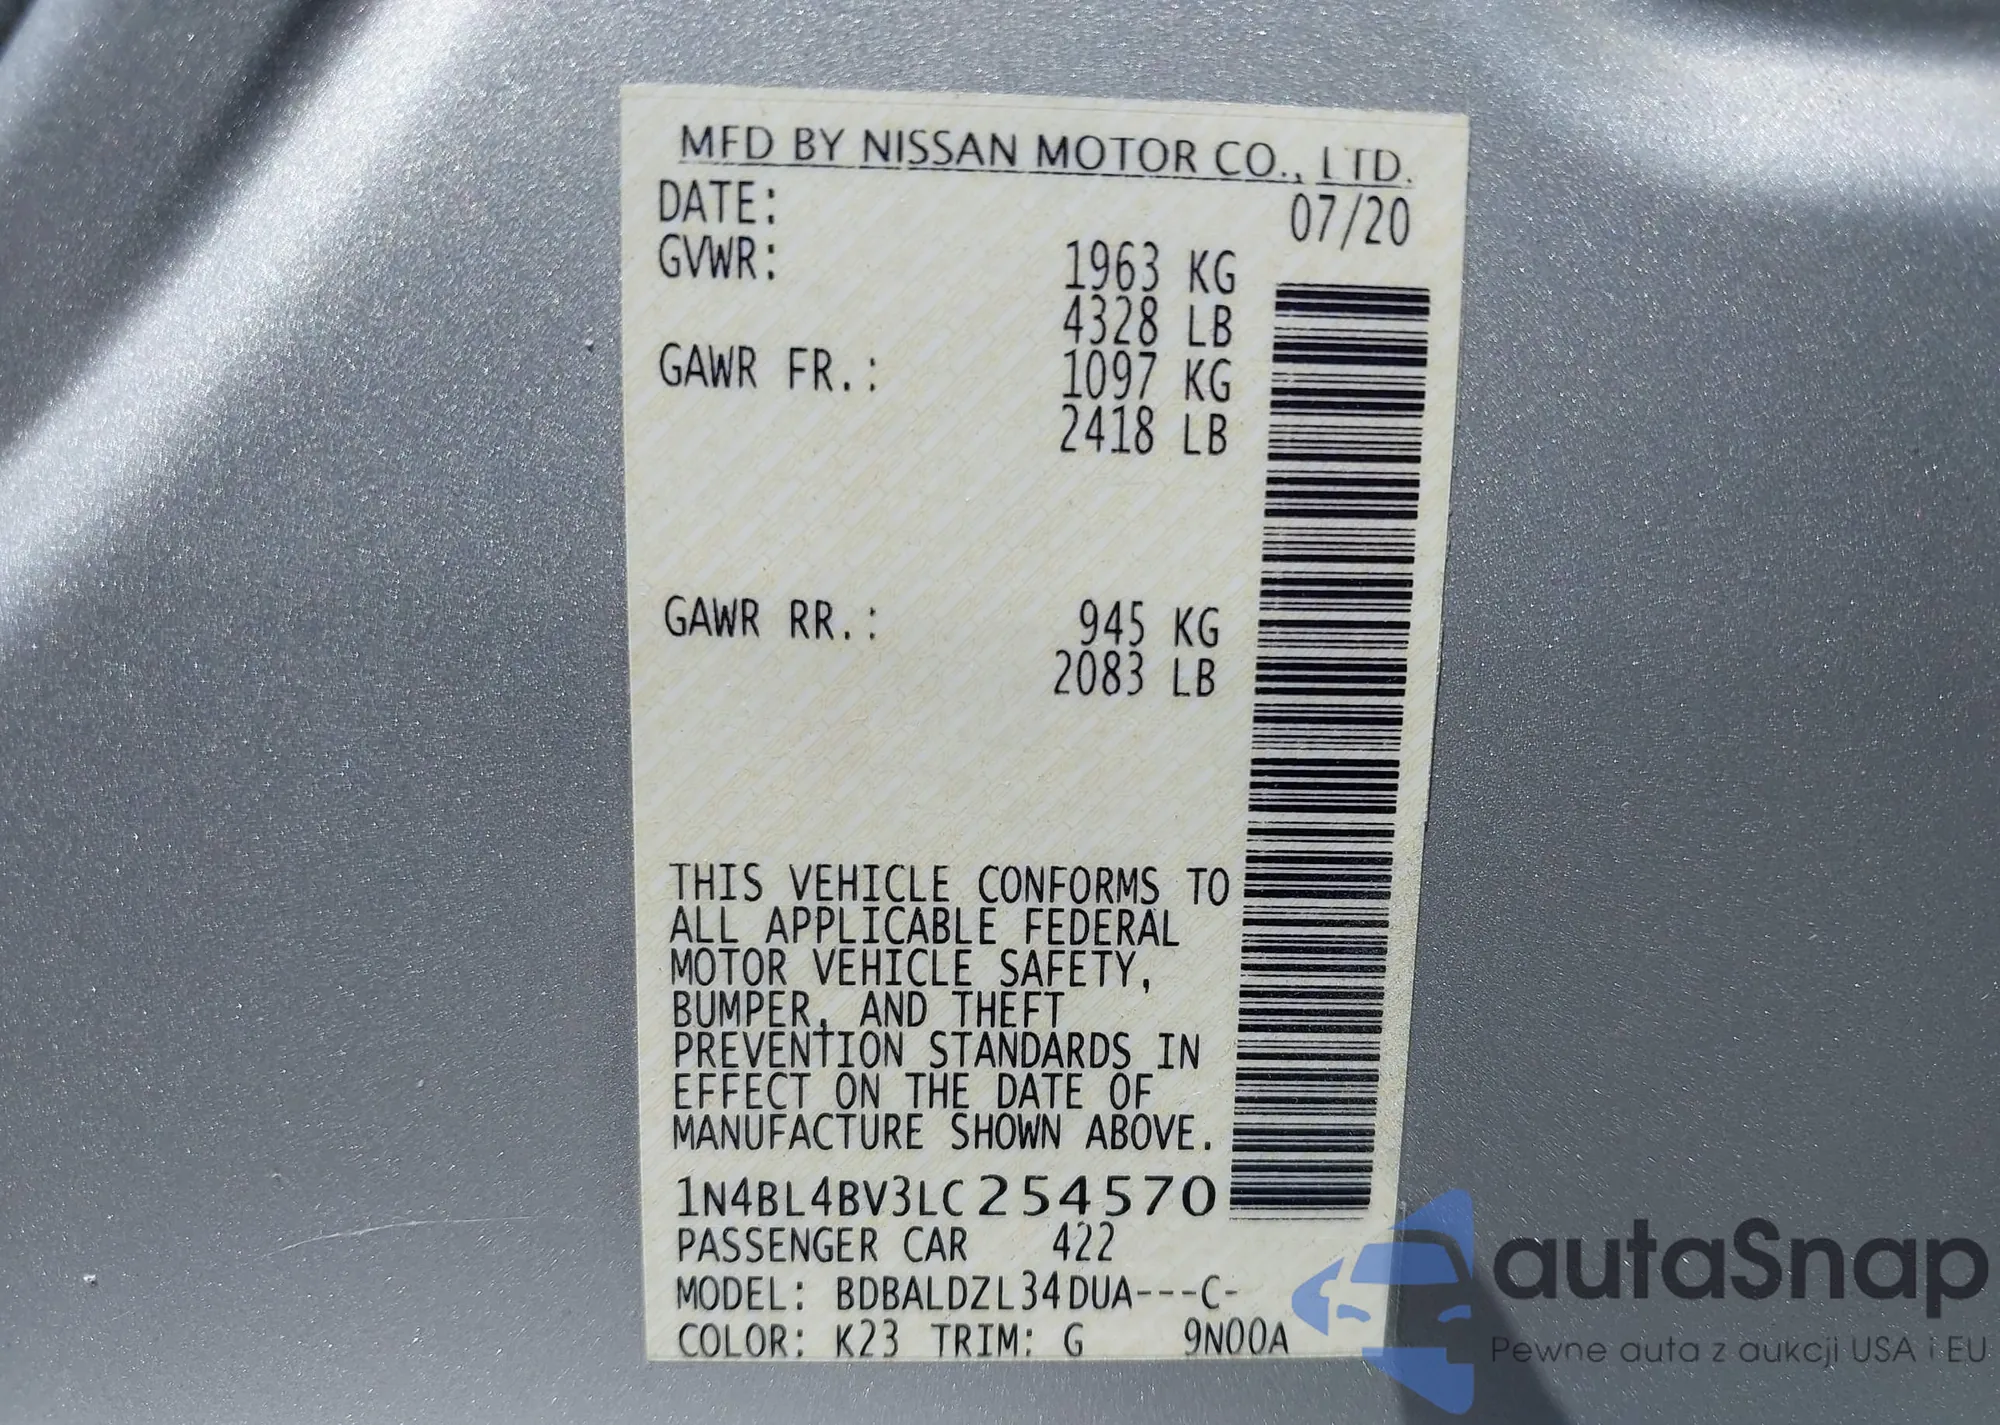 MFD BY NISSAN MOTOR CO., LTD.
DATE: 07/20
GVWR: 1963 KG
4328 LB
GAWR FR.: 1097 KG
2418 LB
GAWR RR.: 945 KG
2083 LB
THIS VEHICLE CONFORMS TO
ALL APPLICABLE FEDERAL
MOTOR VEHICLE SAFETY,
BUMPER, AND THEFT
PREVENTION STANDARDS IN
EFFECT ON THE DATE OF
MANUFACTURE SHOWN ABOVE.
1N4BL4BV3LC254570
PASSENGER CAR 422
MODEL: BDBALDZL34DUA---C-
COLOR: K23 TRIM: G 9N00A
autaSnap
Pewne auta z aukcji USA i EU